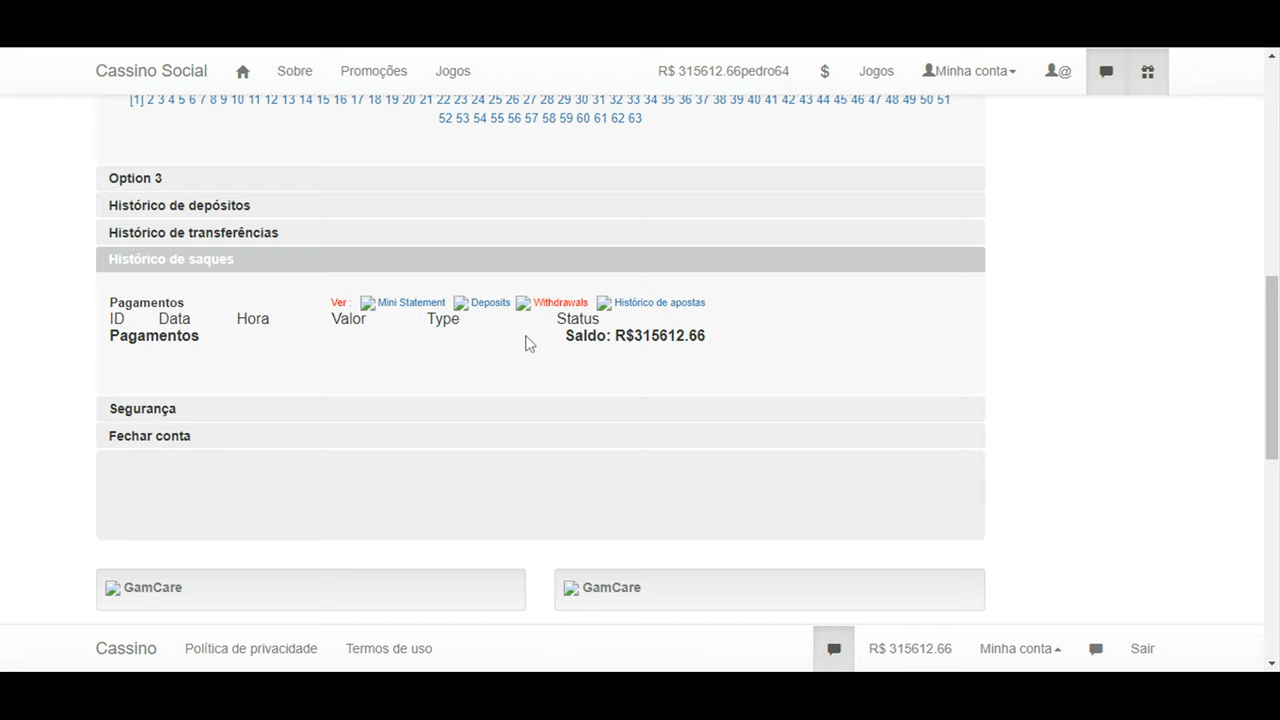 Cassino Social Sobre Promoções Jogos R$ 315612.66pedro64 $ Jogos Minha conta @
[1] 2 3 4 5 6 7 8 9 10 11 12 13 14 15 16 17 18 19 20 21 22 23 24 25 26 27 28 29 30 31 32 33 34 35 36 37 38 39 40 41 42 43 44 45 46 47 48 49 50 51
52 53 54 55 56 57 58 59 60 61 62 63
Option 3
Histórico de depósitos
Histórico de transferências
Histórico de saques
Pagamentos Ver : Mini Statement Deposits Withdrawals Histórico de apostas
ID Data Hora Valor Type Status
Pagamentos Saldo: R$315612.66
Segurança
Fechar conta
GamCare GamCare
Cassino Política de privacidade Termos de uso R$ 315612.66 Minha conta Sair